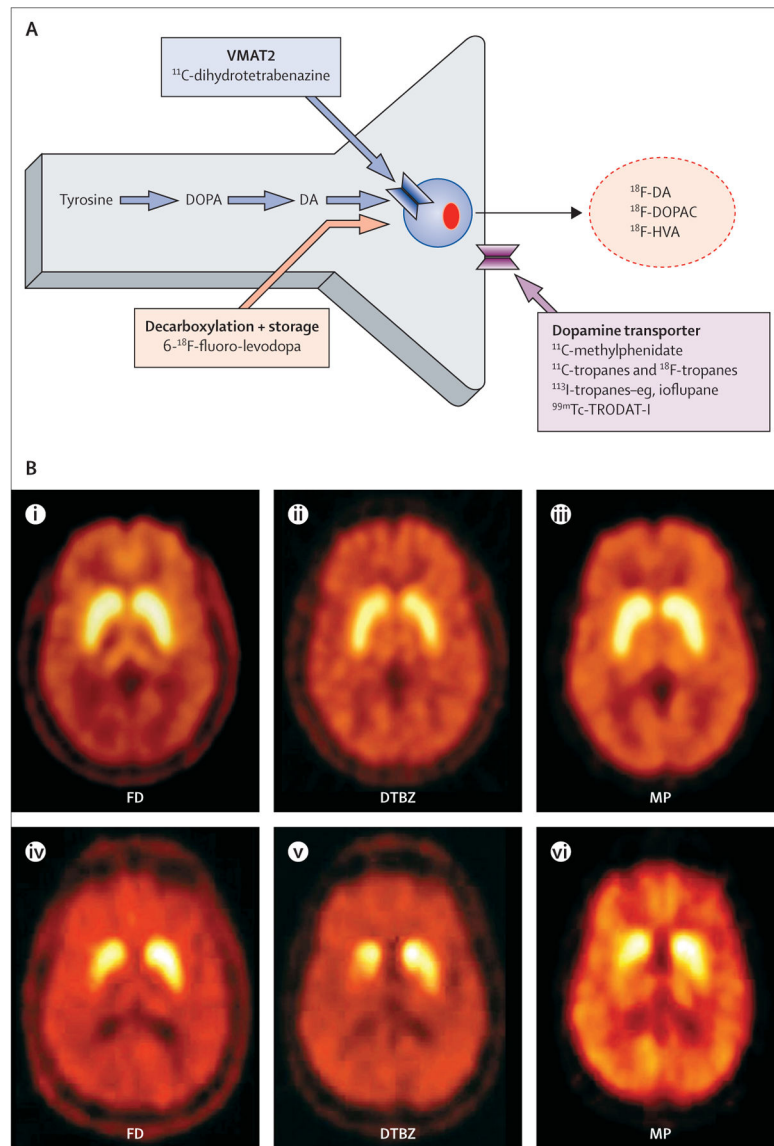 A
VMAT2
¹¹C-dihydrotetrabenazine
Tyrosine
DOPA
DA
¹⁸F-DA
¹⁸F-DOPAC
¹⁸F-HVA
Decarboxylation + storage
6-¹⁸F-fluoro-levodopa
Dopamine transporter
¹¹C-methylphenidate
¹¹C-tropanes and ¹⁸F-tropanes
¹¹³I-tropanes–eg, ioflupane
⁹⁹ᵐTc-TRODAT-I
B
i
ii
iii
FD
DTBZ
MP
iv
v
vi
FD
DTBZ
MP